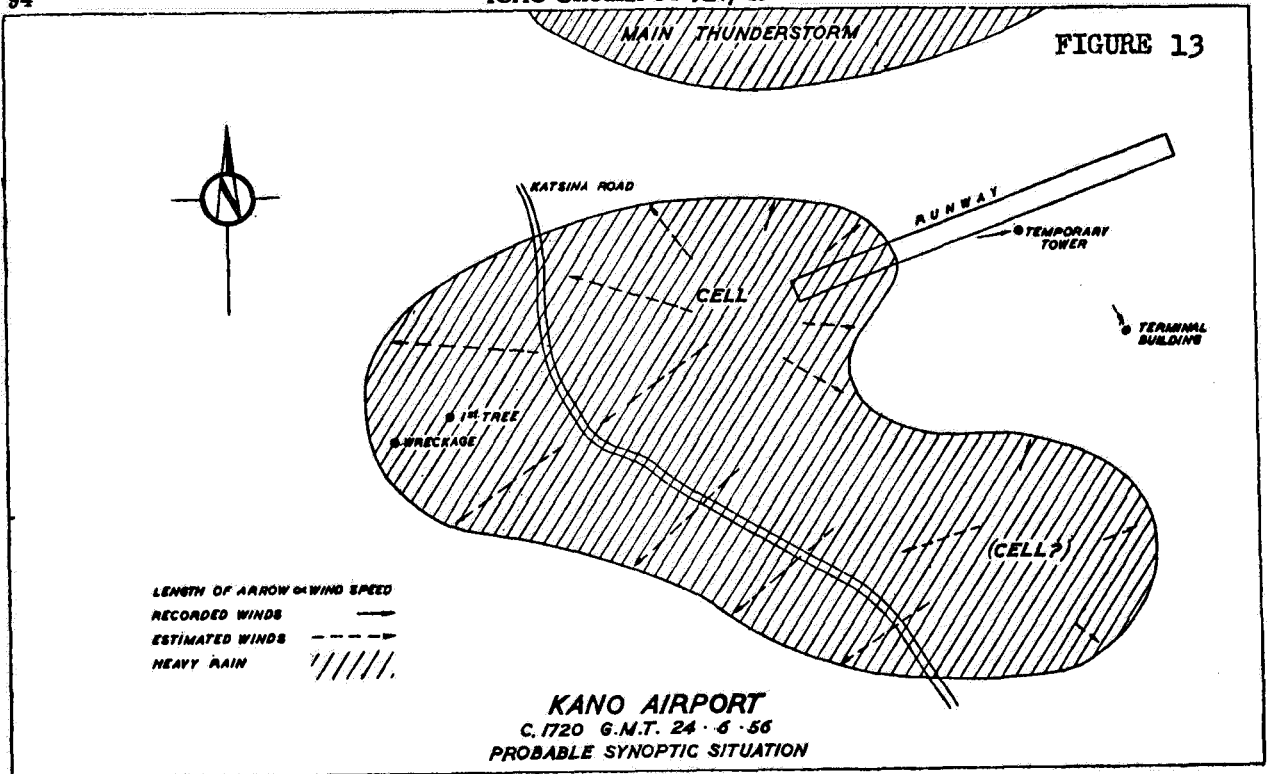 94
MAIN THUNDERSTORM
FIGURE 13
N
KATSINA ROAD
RUNWAY
TEMPORARY
TOWER
CELL
TERMINAL
BUILDING
1st TREE
WRECKAGE
(CELL?)
LENGTH OF ARROW ∝ WIND SPEED
RECORDED WINDS
ESTIMATED WINDS
HEAVY RAIN
KANO AIRPORT
C. 1720 G.M.T. 24·6·56
PROBABLE SYNOPTIC SITUATION